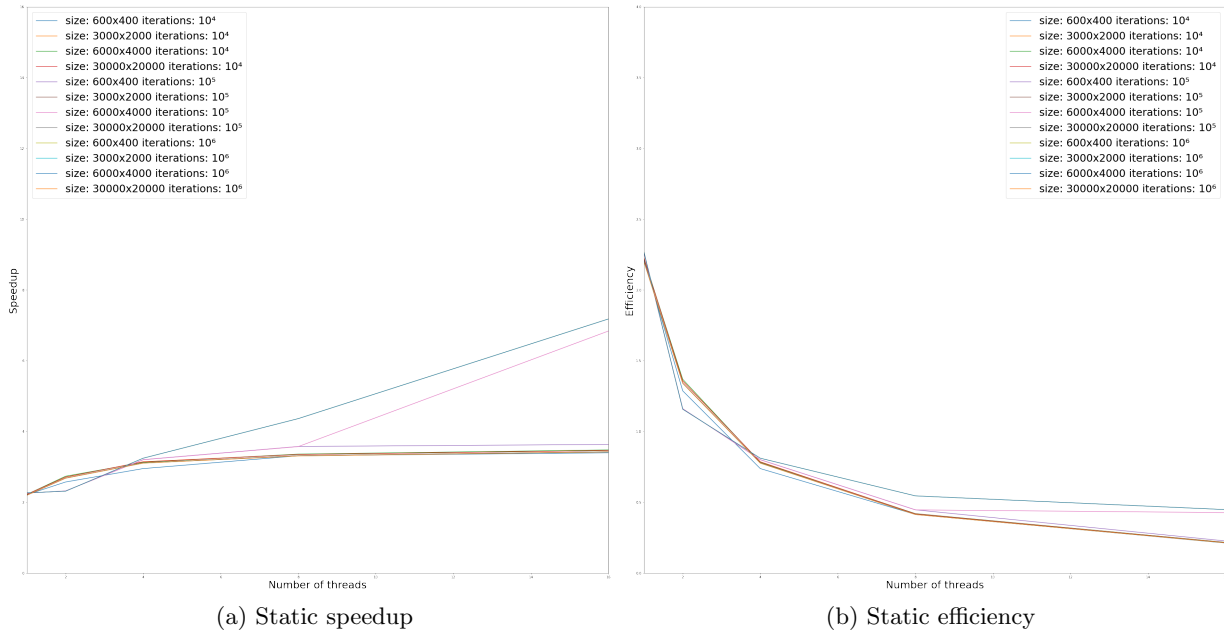 size: 600x400 iterations: 10⁴
size: 3000x2000 iterations: 10⁴
size: 6000x4000 iterations: 10⁴
size: 30000x20000 iterations: 10⁴
size: 600x400 iterations: 10⁵
size: 3000x2000 iterations: 10⁵
size: 6000x4000 iterations: 10⁵
size: 30000x20000 iterations: 10⁵
size: 600x400 iterations: 10⁶
size: 3000x2000 iterations: 10⁶
size: 6000x4000 iterations: 10⁶
size: 30000x20000 iterations: 10⁶
Speedup
Number of threads
(a) Static speedup
size: 600x400 iterations: 10⁴
size: 3000x2000 iterations: 10⁴
size: 6000x4000 iterations: 10⁴
size: 30000x20000 iterations: 10⁴
size: 600x400 iterations: 10⁵
size: 3000x2000 iterations: 10⁵
size: 6000x4000 iterations: 10⁵
size: 30000x20000 iterations: 10⁵
size: 600x400 iterations: 10⁶
size: 3000x2000 iterations: 10⁶
size: 6000x4000 iterations: 10⁶
size: 30000x20000 iterations: 10⁶
Efficiency
Number of threads
(b) Static efficiency